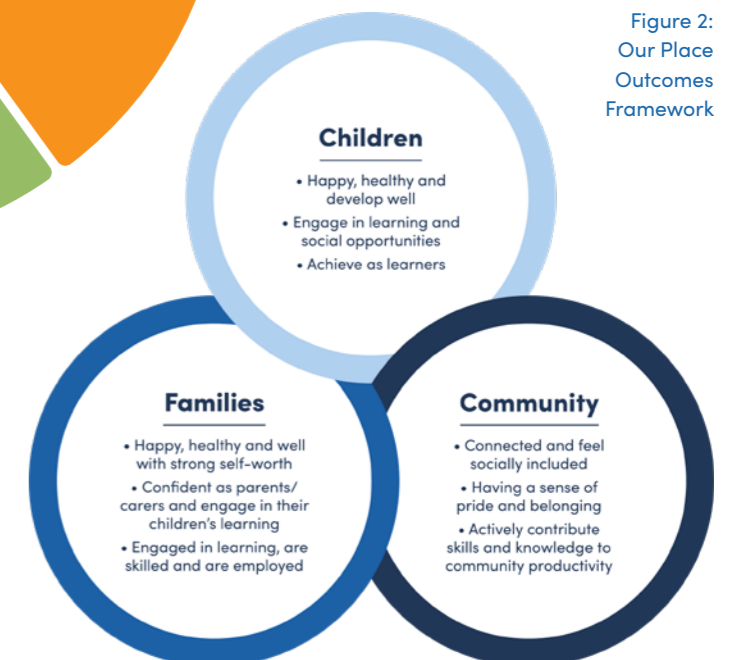 Figure 2:
Our Place
Outcomes
Framework
Children
• Happy, healthy and
develop well
• Engage in learning and
social opportunities
• Achieve as learners
Families
• Happy, healthy and well
with strong self-worth
• Confident as parents/
carers and engage in their
children's learning
• Engaged in learning, are
skilled and are employed
Community
• Connected and feel
socially included
• Having a sense of
pride and belonging
• Actively contribute
skills and knowledge to
community productivity